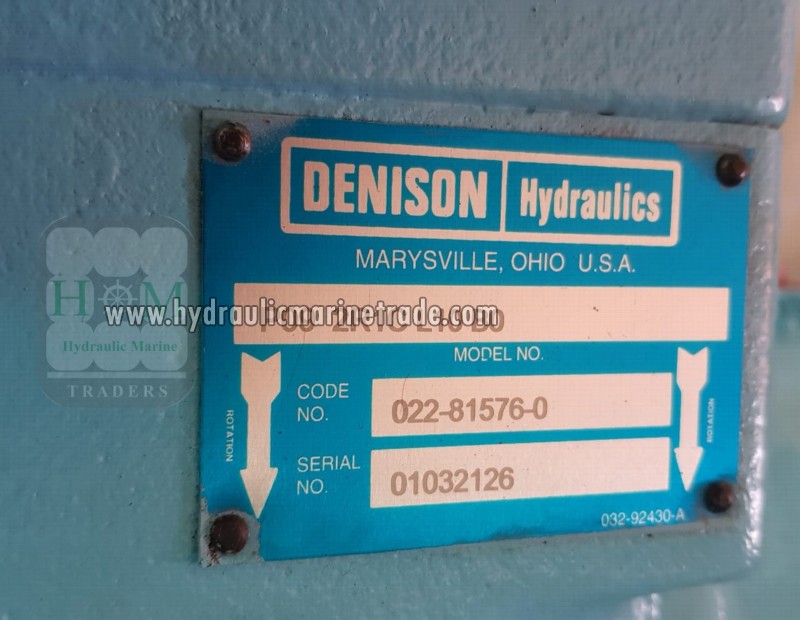 DENISON Hydraulics
MARYSVILLE, OHIO U.S.A.
www.hydraulicmarinetrade.com
MODEL NO.
H M
Hydraulic Marine
TRADERS
CODE
NO.
022-81576-0
ROTATION
ROTATION
SERIAL
NO.
01032126
032-92430-A